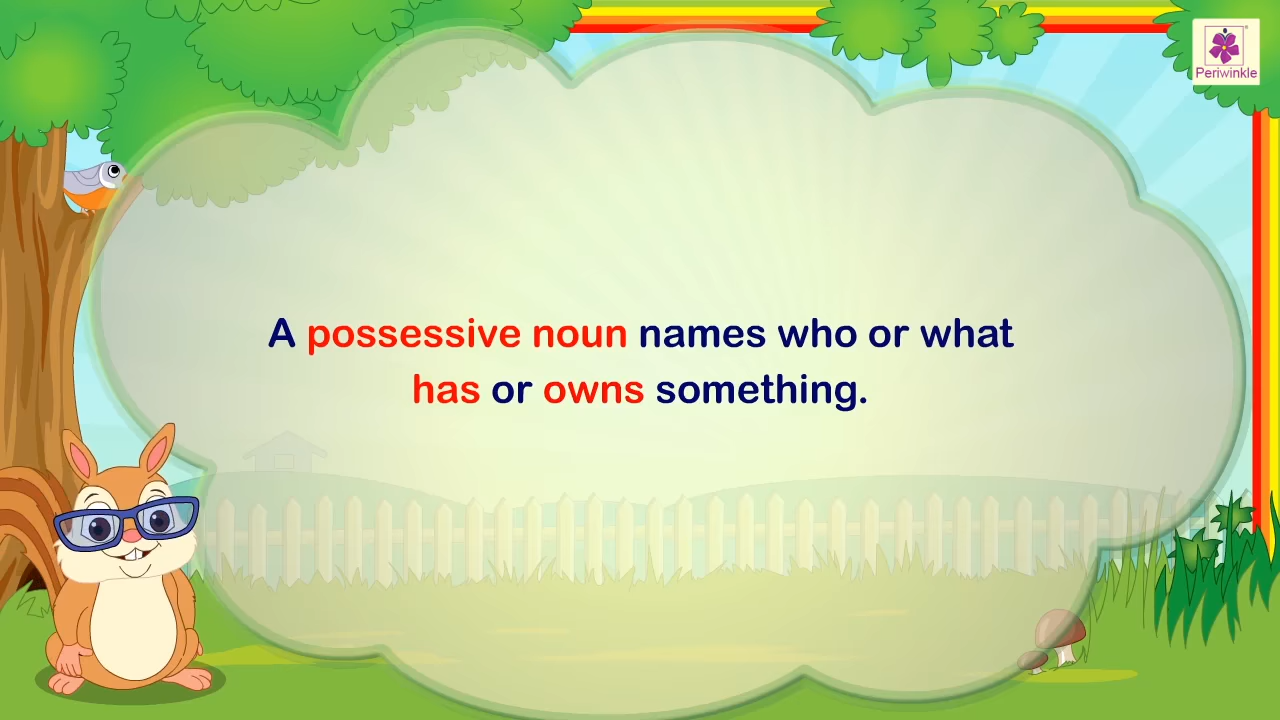 Periwinkle
A possessive noun names who or what
has or owns something.